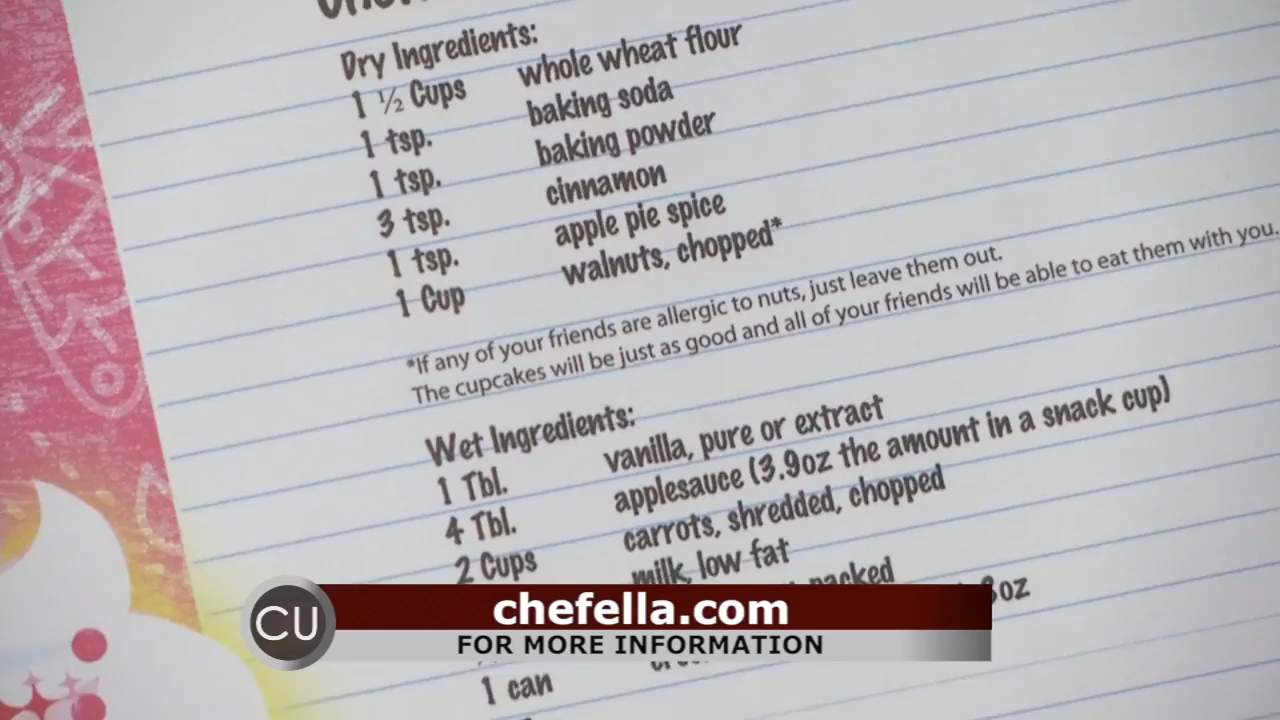 Dry Ingredients:
1 ½ Cups whole wheat flour
1 tsp. baking soda
1 tsp. baking powder
3 tsp. cinnamon
1 tsp. apple pie spice
1 Cup walnuts, chopped*
*If any of your friends are allergic to nuts, just leave them out.
The cupcakes will be just as good and all of your friends will be able to eat them with you.
Wet Ingredients:
1 Tbl. vanilla, pure or extract
4 Tbl. applesauce (3.9oz the amount in a snack cup)
2 Cups carrots, shredded, chopped
milk, low fat
packed
1 can
CU
chefella.com
FOR MORE INFORMATION